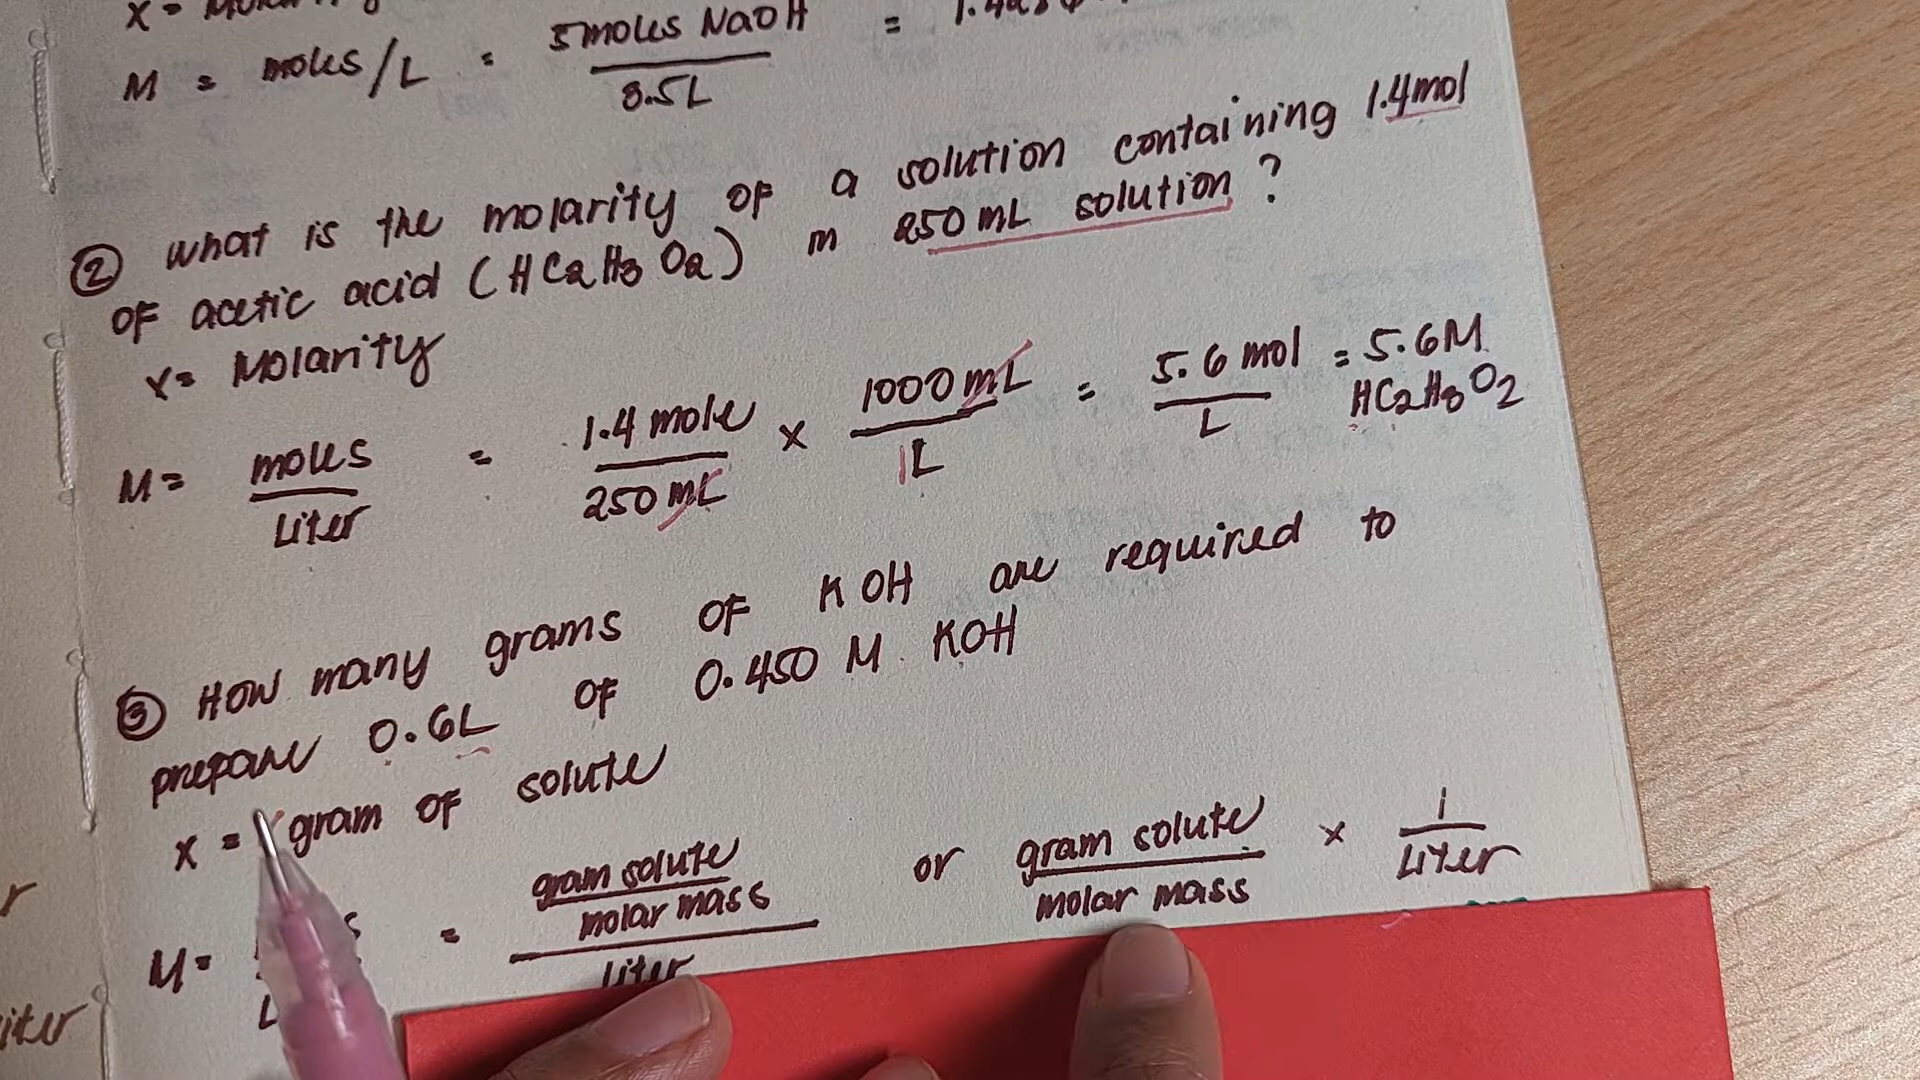 M = moles/L = 5 moles NaOH / 3.5L =
② What is the molarity of a solution containing 1.4mol
of acetic acid (HC2H3O2) in 250 mL solution?
x = Molarity
M = moles / Liter = 1.4 mole / 250 mL x 1000 mL / 1L = 5.6 mol / L = 5.6M
HC2H3O2
③ How many grams of KOH are required to
prepare 0.6L of 0.450 M KOH
x = gram of solute
M = gram solute / molar mass / liter or gram solute / molar mass x 1 / Liter